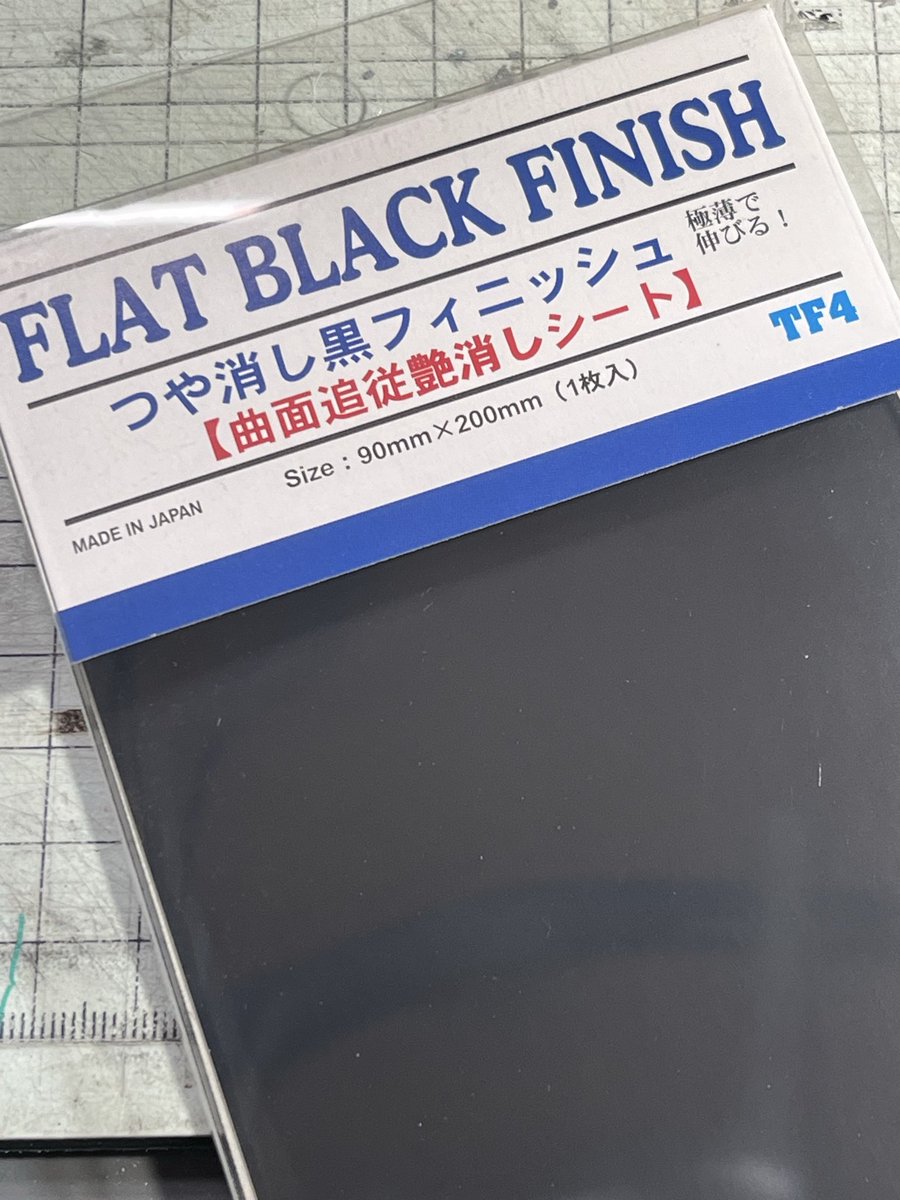 FLAT BLACK FINISH
つや消し黒フィニッシュ
極薄で
伸びる！
【曲面追従艶消しシート】
TF4
Size：90mm×200mm（1枚入）
MADE IN JAPAN